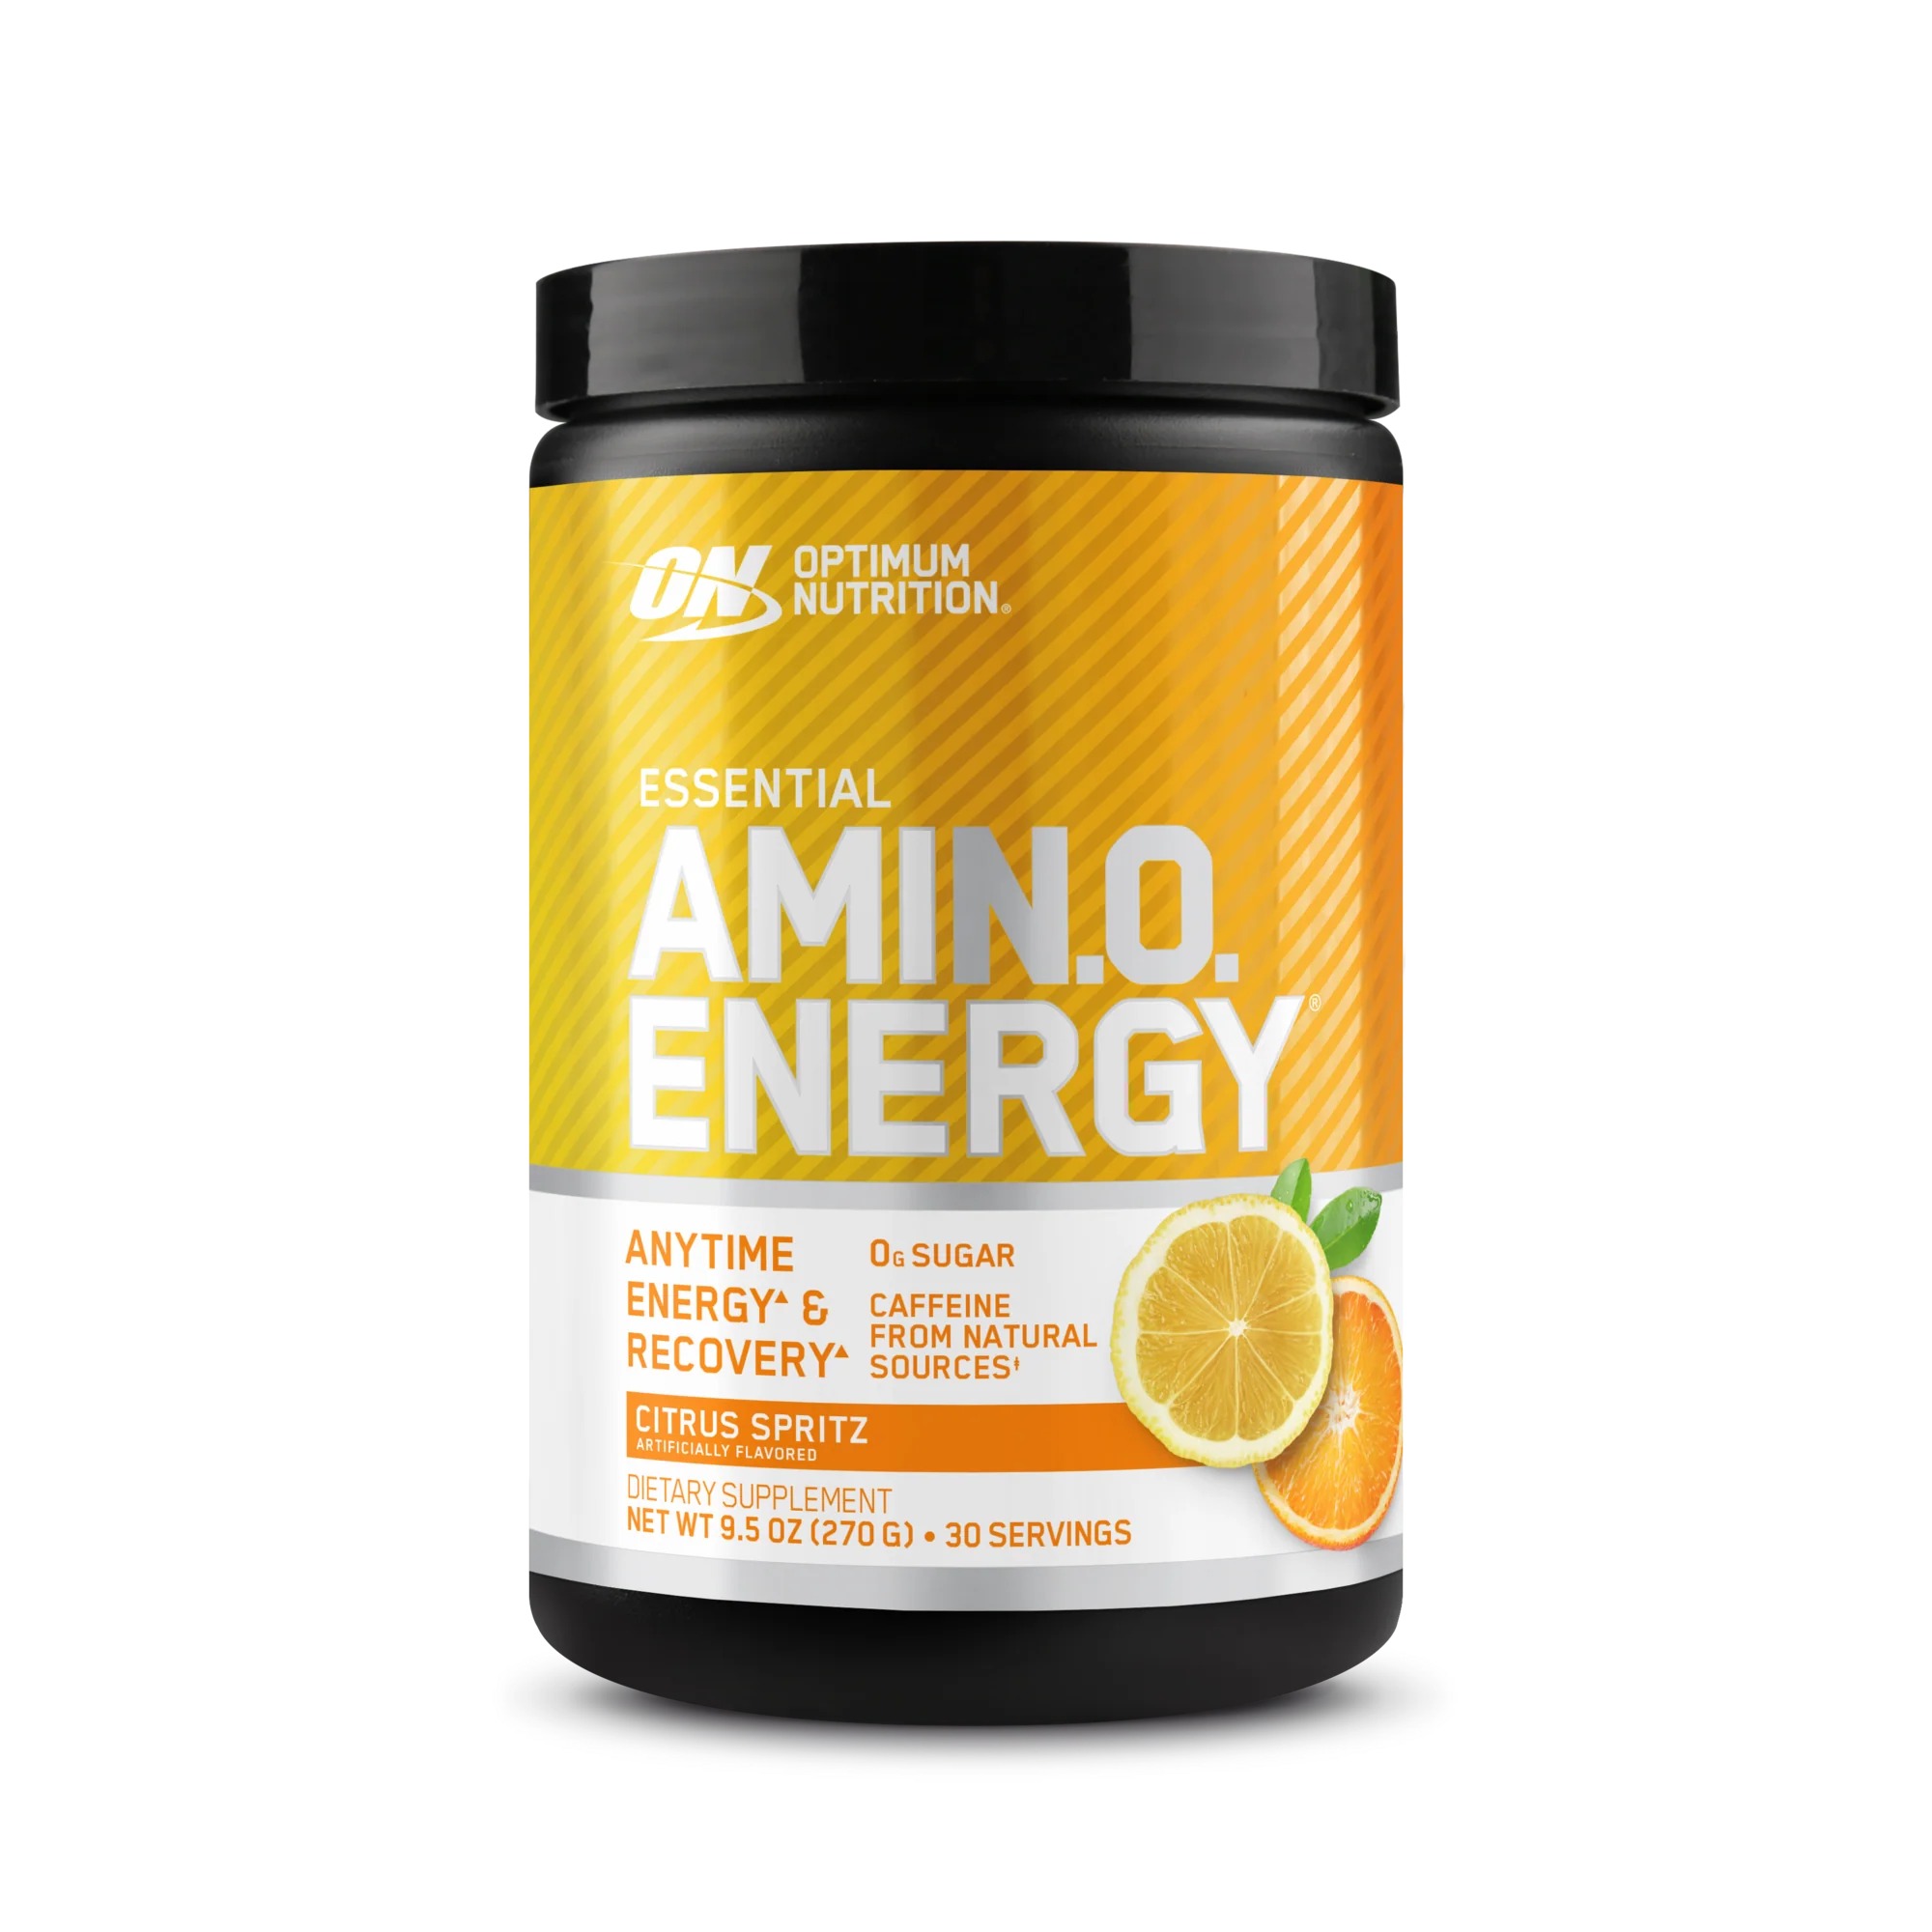 ON OPTIMUM
NUTRITION®
ESSENTIAL
AMIN.O.
ENERGY®
ANYTIME
ENERGY▲ &
RECOVERY▲
0G SUGAR
CAFFEINE
FROM NATURAL
SOURCES‡
CITRUS SPRITZ
ARTIFICIALLY FLAVORED
DIETARY SUPPLEMENT
NET WT 9.5 OZ (270 G) • 30 SERVINGS